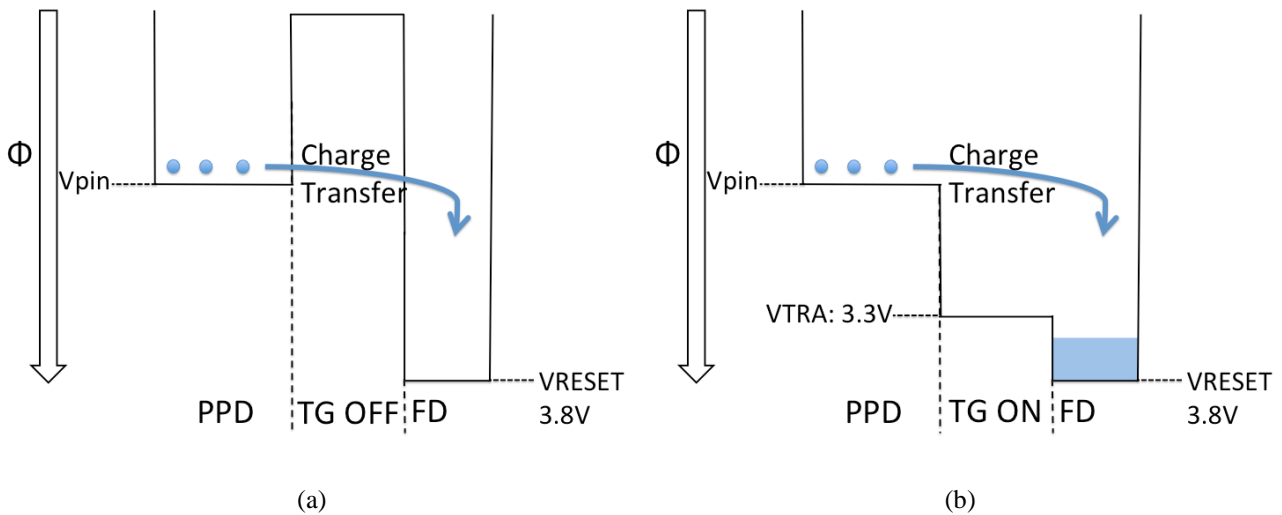 Φ
Vpin
Charge
Transfer
VRESET
3.8V
PPD
TG OFF
FD
(a)
Φ
Vpin
Charge
Transfer
VTRA: 3.3V
VRESET
3.8V
PPD
TG ON
FD
(b)